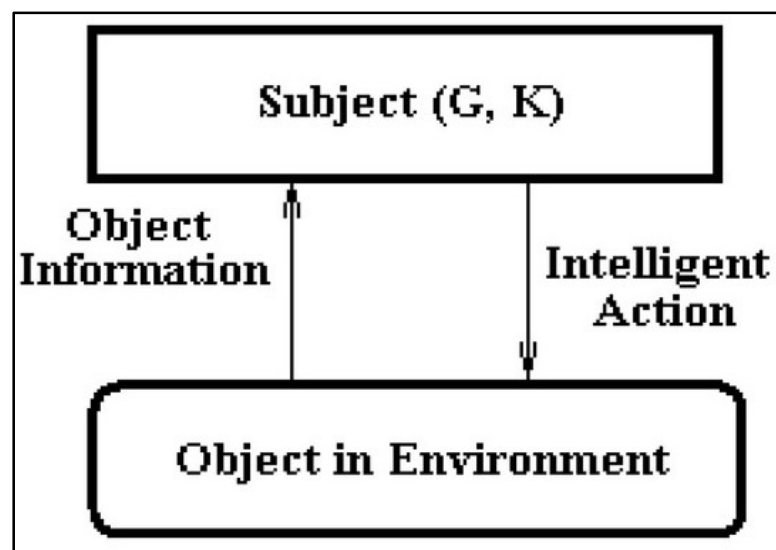 Subject (G, K)
Object
Information
Intelligent
Action
Object in Environment